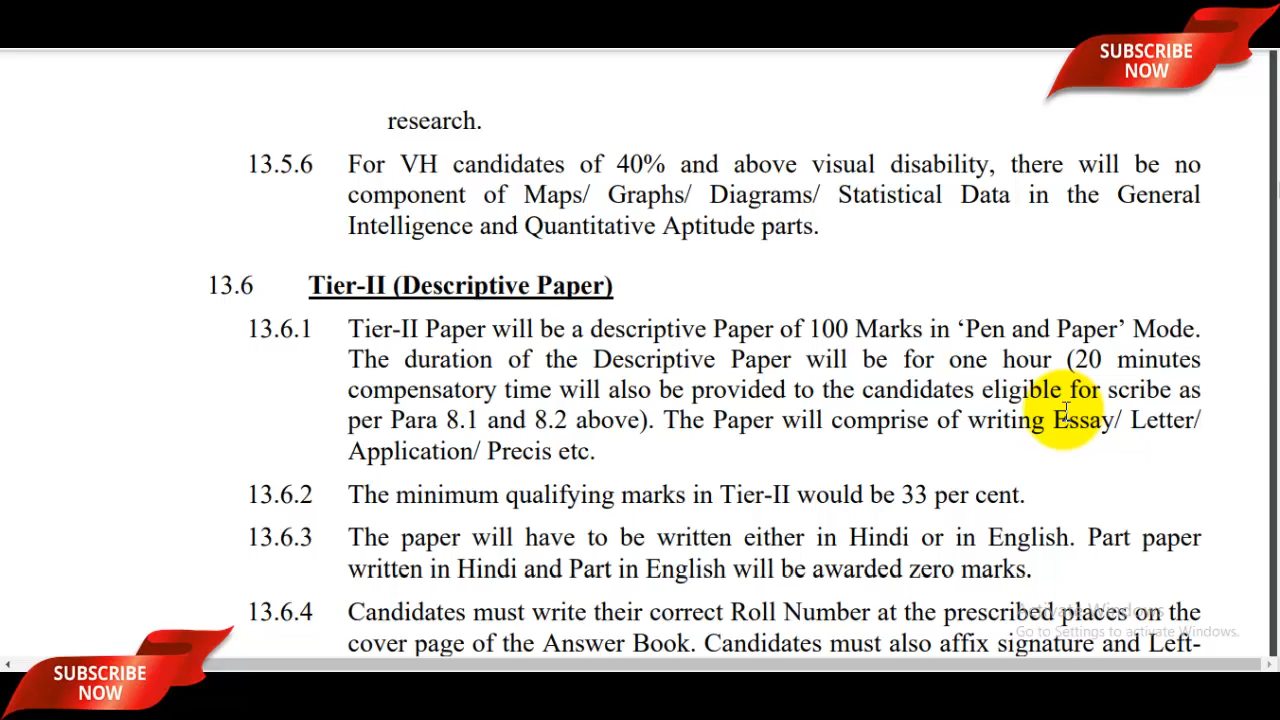 SUBSCRIBE
NOW
research.
13.5.6 For VH candidates of 40% and above visual disability, there will be no
component of Maps/ Graphs/ Diagrams/ Statistical Data in the General
Intelligence and Quantitative Aptitude parts.
13.6 Tier-II (Descriptive Paper)
13.6.1 Tier-II Paper will be a descriptive Paper of 100 Marks in ‘Pen and Paper’ Mode.
The duration of the Descriptive Paper will be for one hour (20 minutes
compensatory time will also be provided to the candidates eligible for scribe as
per Para 8.1 and 8.2 above). The Paper will comprise of writing Essay/ Letter/
Application/ Precis etc.
13.6.2 The minimum qualifying marks in Tier-II would be 33 per cent.
13.6.3 The paper will have to be written either in Hindi or in English. Part paper
written in Hindi and Part in English will be awarded zero marks.
13.6.4 Candidates must write their correct Roll Number at the prescribed places on the
cover page of the Answer Book. Candidates must also affix signature and Left-
Activate Windows
Go to Settings to activate Windows.
SUBSCRIBE
NOW